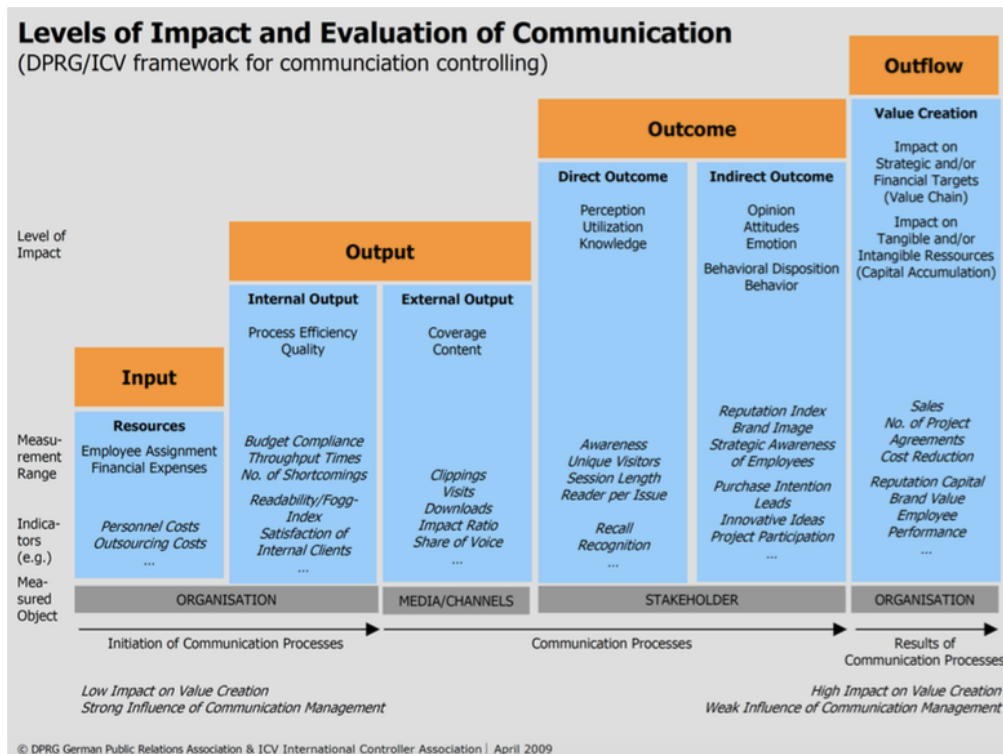 Levels of Impact and Evaluation of Communication
(DPRG/ICV framework for communciation controlling)
Outflow
Value Creation
Impact on
Strategic and/or
Financial Targets
(Value Chain)
Impact on
Tangible and/or
Intangible Ressources
(Capital Accumulation)
Outcome
Direct Outcome
Perception
Utilization
Knowledge
Indirect Outcome
Opinion
Attitudes
Emotion
Behavioral Disposition
Behavior
Level of
Impact
Output
Internal Output
Process Efficiency
Quality
External Output
Coverage
Content
Input
Resources
Employee Assignment
Financial Expenses
Measu-
rement
Range
Budget Compliance
Throughput Times
No. of Shortcomings
Readability/Fogg-
Index
Satisfaction of
Internal Clients
...
Clippings
Visits
Downloads
Impact Ratio
Share of Voice
...
Awareness
Unique Visitors
Session Length
Reader per Issue
Recall
Recognition
...
Reputation Index
Brand Image
Strategic Awareness
of Employees
Purchase Intention
Leads
Innovative Ideas
Project Participation
...
Sales
No. of Project
Agreements
Cost Reduction
Reputation Capital
Brand Value
Employee
Performance
...
Indica-
tors
(e.g.)
Personnel Costs
Outsourcing Costs
...
Mea-
sured
Object
ORGANISATION
MEDIA/CHANNELS
STAKEHOLDER
ORGANISATION
Initiation of Communication Processes
Communication Processes
Results of
Communication Processes
Low Impact on Value Creation
Strong Influence of Communication Management
High Impact on Value Creation
Weak Influence of Communication Management
© DPRG German Public Relations Association & ICV International Controller Association | April 2009